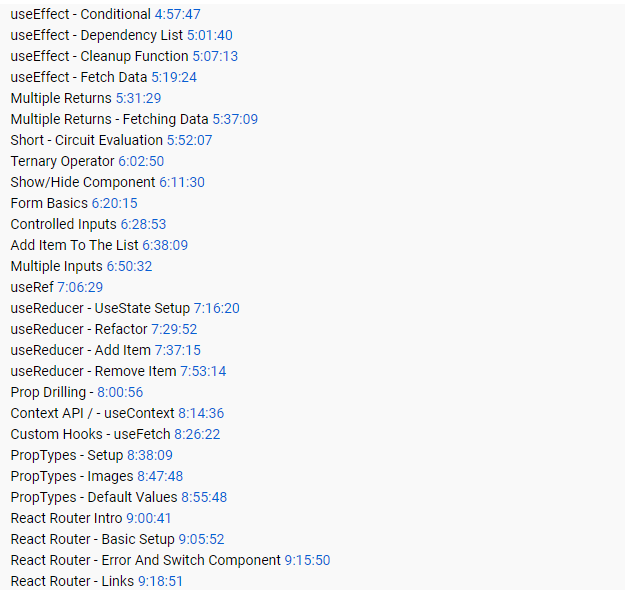 useEffect - Conditional 4:57:47
useEffect - Dependency List 5:01:40
useEffect - Cleanup Function 5:07:13
useEffect - Fetch Data 5:19:24
Multiple Returns 5:31:29
Multiple Returns - Fetching Data 5:37:09
Short - Circuit Evaluation 5:52:07
Ternary Operator 6:02:50
Show/Hide Component 6:11:30
Form Basics 6:20:15
Controlled Inputs 6:28:53
Add Item To The List 6:38:09
Multiple Inputs 6:50:32
useRef 7:06:29
useReducer - UseState Setup 7:16:20
useReducer - Refactor 7:29:52
useReducer - Add Item 7:37:15
useReducer - Remove Item 7:53:14
Prop Drilling - 8:00:56
Context API / - useContext 8:14:36
Custom Hooks - useFetch 8:26:22
PropTypes - Setup 8:38:09
PropTypes - Images 8:47:48
PropTypes - Default Values 8:55:48
React Router Intro 9:00:41
React Router - Basic Setup 9:05:52
React Router - Error And Switch Component 9:15:50
React Router - Links 9:18:51